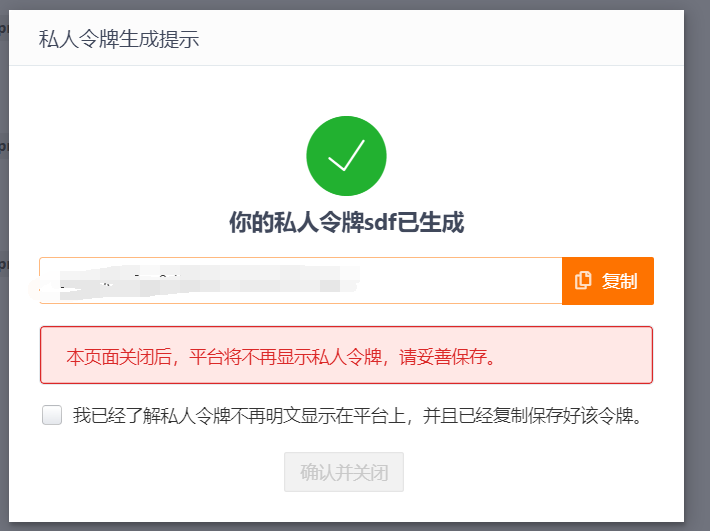 私人令牌生成提示
你的私人令牌sdf已生成
复制
本页面关闭后，平台将不再显示私人令牌，请妥善保存。
我已经了解私人令牌不再明文显示在平台上，并且已经复制保存好该令牌。
确认并关闭